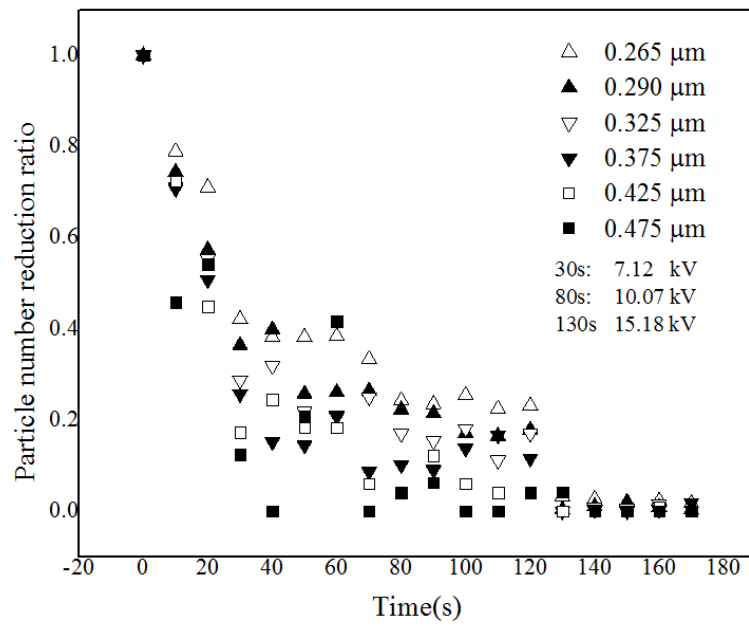 Particle number reduction ratio
1.0
0.8
0.6
0.4
0.2
0.0
0.265 μm
0.290 μm
0.325 μm
0.375 μm
0.425 μm
0.475 μm
30s: 7.12 kV
80s: 10.07 kV
130s 15.18 kV
-20 0 20 40 60 80 100 120 140 160 180
Time(s)